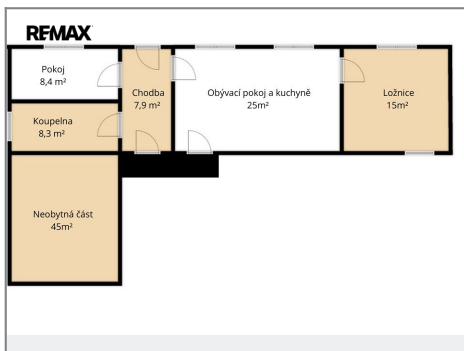 RE/MAX
Pokoj
8,4 m²
Koupelna
8,3 m²
Chodba
7,9 m²
Obývací pokoj a kuchyně
25m²
Ložnice
15m²
Neobytná část
45m²